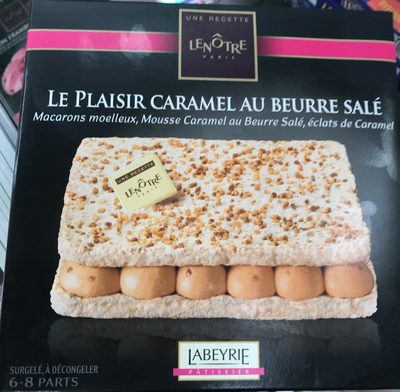 UNE RECETTE
LENÔTRE
PARIS
LE PLAISIR CARAMEL AU BEURRE SALÉ
Macarons moelleux, Mousse Caramel au Beurre Salé, éclats de Caramel
UNE RECETTE
LENÔTRE
PARIS
LABEYRIE
PÂTISSIER
SURGELÉ, À DÉCONGELER
6-8 PARTS